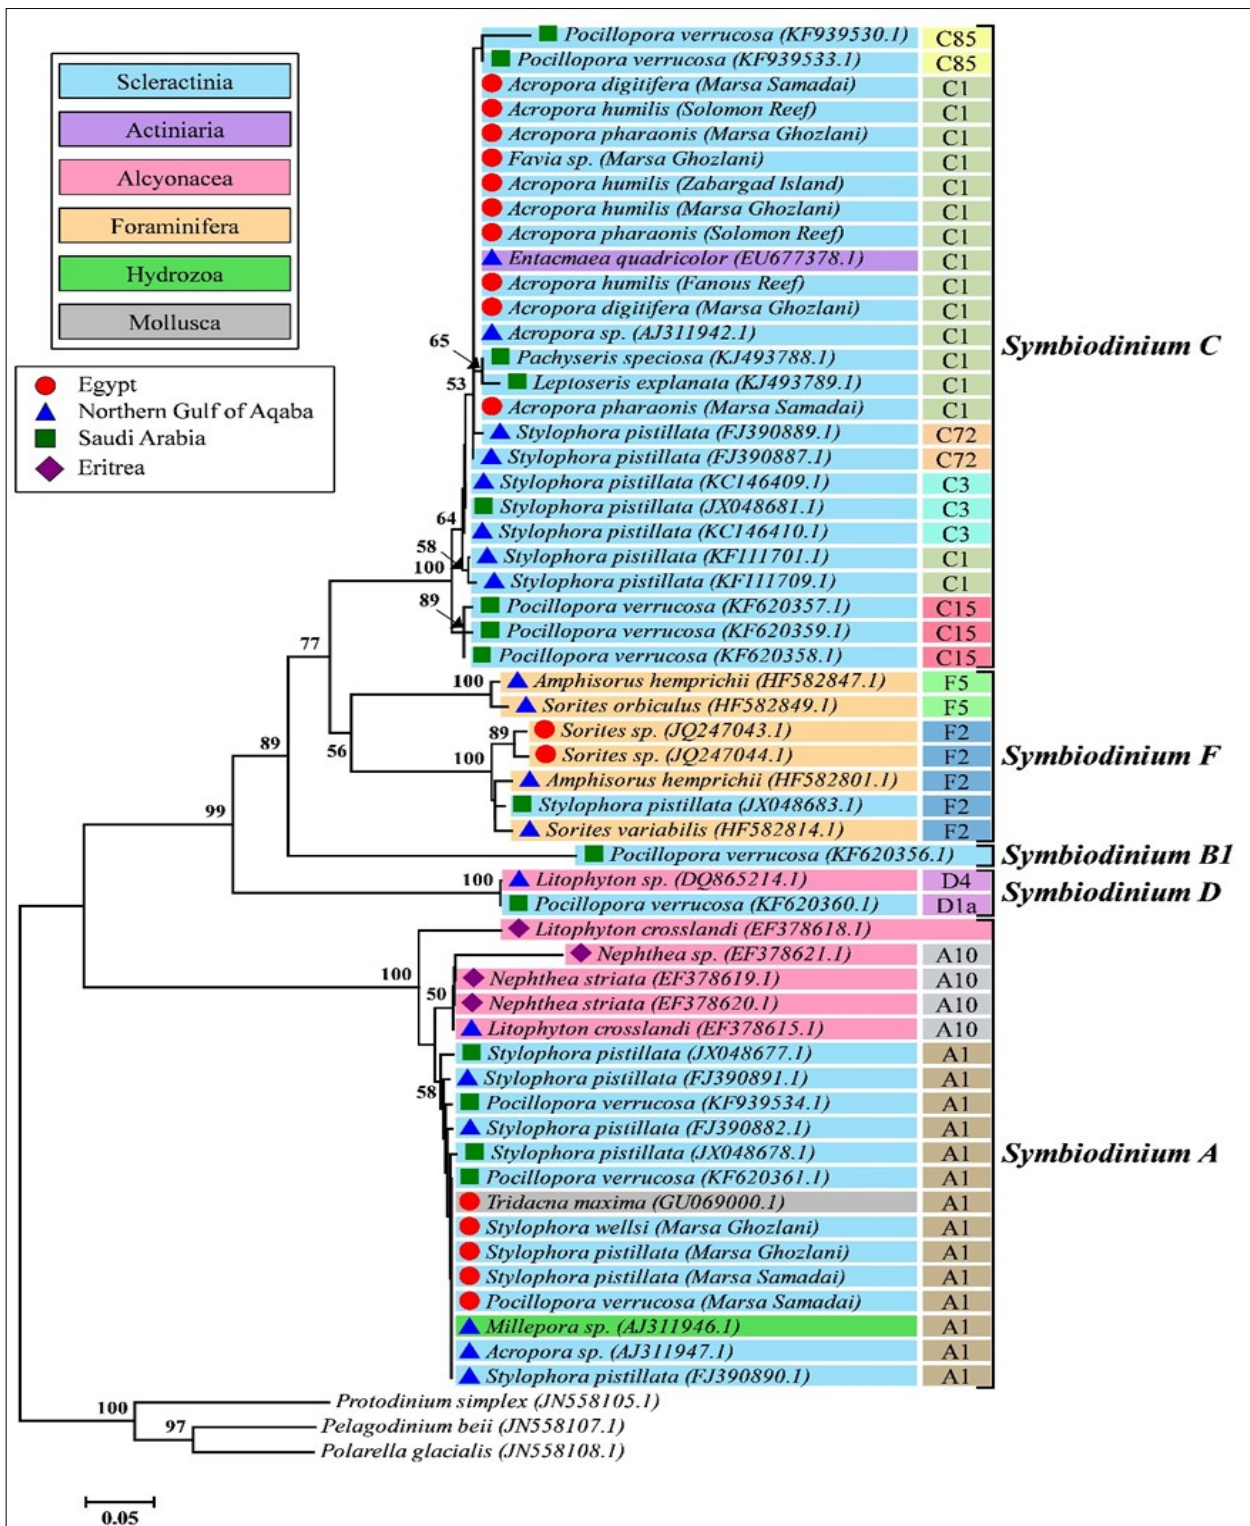 Scleractinia
Actiniaria
Alcyonacea
Foraminifera
Hydrozoa
Mollusca
Egypt
Northern Gulf of Aqaba
Saudi Arabia
Eritrea
Pocillopora verrucosa (KF939530.1) C85
Pocillopora verrucosa (KF939533.1) C85
Acropora digitifera (Marsa Samadai) C1
Acropora humilis (Solomon Reef) C1
Acropora pharaonis (Marsa Ghozlani) C1
Favia sp. (Marsa Ghozlani) C1
Acropora humilis (Zabargad Island) C1
Acropora humilis (Marsa Ghozlani) C1
Acropora pharaonis (Solomon Reef) C1
Entacmaea quadricolor (EU677378.1) C1
Acropora humilis (Fanous Reef) C1
Acropora digitifera (Marsa Ghozlani) C1
Acropora sp. (AJ311942.1) C1
Pachyseris speciosa (KJ493788.1) C1
Leptoseris explanata (KJ493789.1) C1
Acropora pharaonis (Marsa Samadai) C1
Stylophora pistillata (FJ390889.1) C72
Stylophora pistillata (FJ390887.1) C72
Stylophora pistillata (KC146409.1) C3
Stylophora pistillata (JX048681.1) C3
Stylophora pistillata (KC146410.1) C3
Stylophora pistillata (KF111701.1) C1
Stylophora pistillata (KF111709.1) C1
Pocillopora verrucosa (KF620357.1) C15
Pocillopora verrucosa (KF620359.1) C15
Pocillopora verrucosa (KF620358.1) C15
Symbiodinium C
Amphisorus hemprichii (HF582847.1) F5
Sorites orbiculus (HF582849.1) F5
Sorites sp. (JQ247043.1) F2
Sorites sp. (JQ247044.1) F2
Amphisorus hemprichii (HF582801.1) F2
Stylophora pistillata (JX048683.1) F2
Sorites variabilis (HF582814.1) F2
Symbiodinium F
Pocillopora verrucosa (KF620356.1)
Symbiodinium B1
Litophyton sp. (DQ865214.1) D4
Pocillopora verrucosa (KF620360.1) D1a
Symbiodinium D
Litophyton crosslandi (EF378618.1)
Nephthea sp. (EF378621.1) A10
Nephthea striata (EF378619.1) A10
Nephthea striata (EF378620.1) A10
Litophyton crosslandi (EF378615.1) A10
Stylophora pistillata (JX048677.1) A1
Stylophora pistillata (FJ390891.1) A1
Pocillopora verrucosa (KF939534.1) A1
Stylophora pistillata (FJ390882.1) A1
Stylophora pistillata (JX048678.1) A1
Pocillopora verrucosa (KF620361.1) A1
Tridacna maxima (GU069000.1) A1
Stylophora wellsi (Marsa Ghozlani) A1
Stylophora pistillata (Marsa Ghozlani) A1
Stylophora pistillata (Marsa Samadai) A1
Pocillopora verrucosa (Marsa Samadai) A1
Millepora sp. (AJ311946.1) A1
Acropora sp. (AJ311947.1) A1
Stylophora pistillata (FJ390890.1) A1
Symbiodinium A
Protodinium simplex (JN558105.1)
Pelagodinium beii (JN558107.1)
Polarella glacialis (JN558108.1)
65
53
64
58
100
89
77
100
56
89
100
89
99
100
100
50
58
100
97
0.05